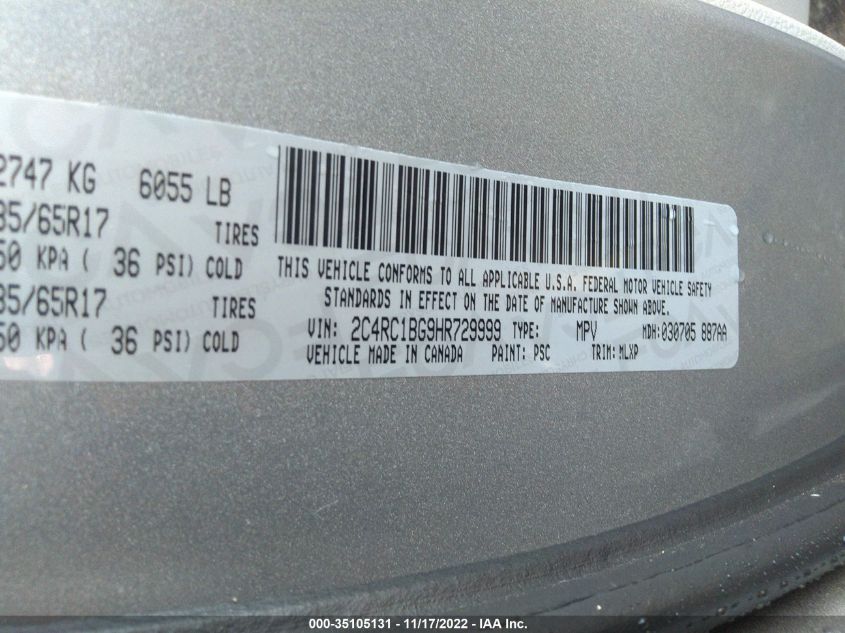 2747 KG 6055 LB
35/65R17 TIRES
50 KPA ( 36 PSI) COLD
35/65R17 TIRES
50 KPA ( 36 PSI) COLD
THIS VEHICLE CONFORMS TO ALL APPLICABLE U.S.A. FEDERAL MOTOR VEHICLE SAFETY
STANDARDS IN EFFECT ON THE DATE OF MANUFACTURE SHOWN ABOVE.
VIN: 2C4RC1BG9HR729999 TYPE: MPV MDH:030705 887AA
VEHICLE MADE IN CANADA PAINT: PSC TRIM: MLXP
000-35105131 - 11/17/2022 - IAA Inc.